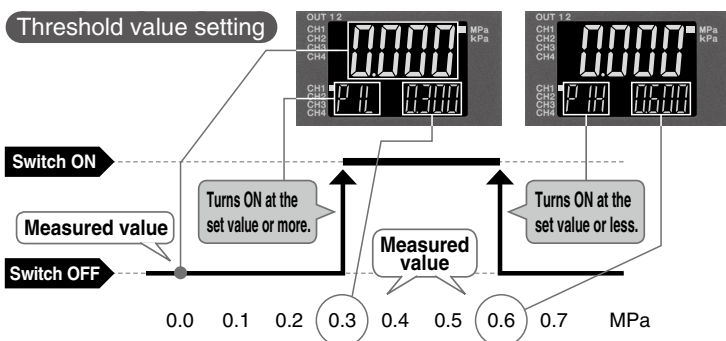 Threshold value setting
OUT 1 2
CH1
CH2
CH3
CH4
0.000
MPa
kPa
CH1
CH2
CH3
CH4
P 1L 0.300
OUT 1 2
CH1
CH2
CH3
CH4
0.000
MPa
kPa
CH1
CH2
CH3
CH4
P 1H 0.600
Switch ON
Turns ON at the
set value or more.
Turns ON at the
set value or less.
Measured value
Measured
value
Switch OFF
0.0 0.1 0.2 0.3 0.4 0.5 0.6 0.7 MPa